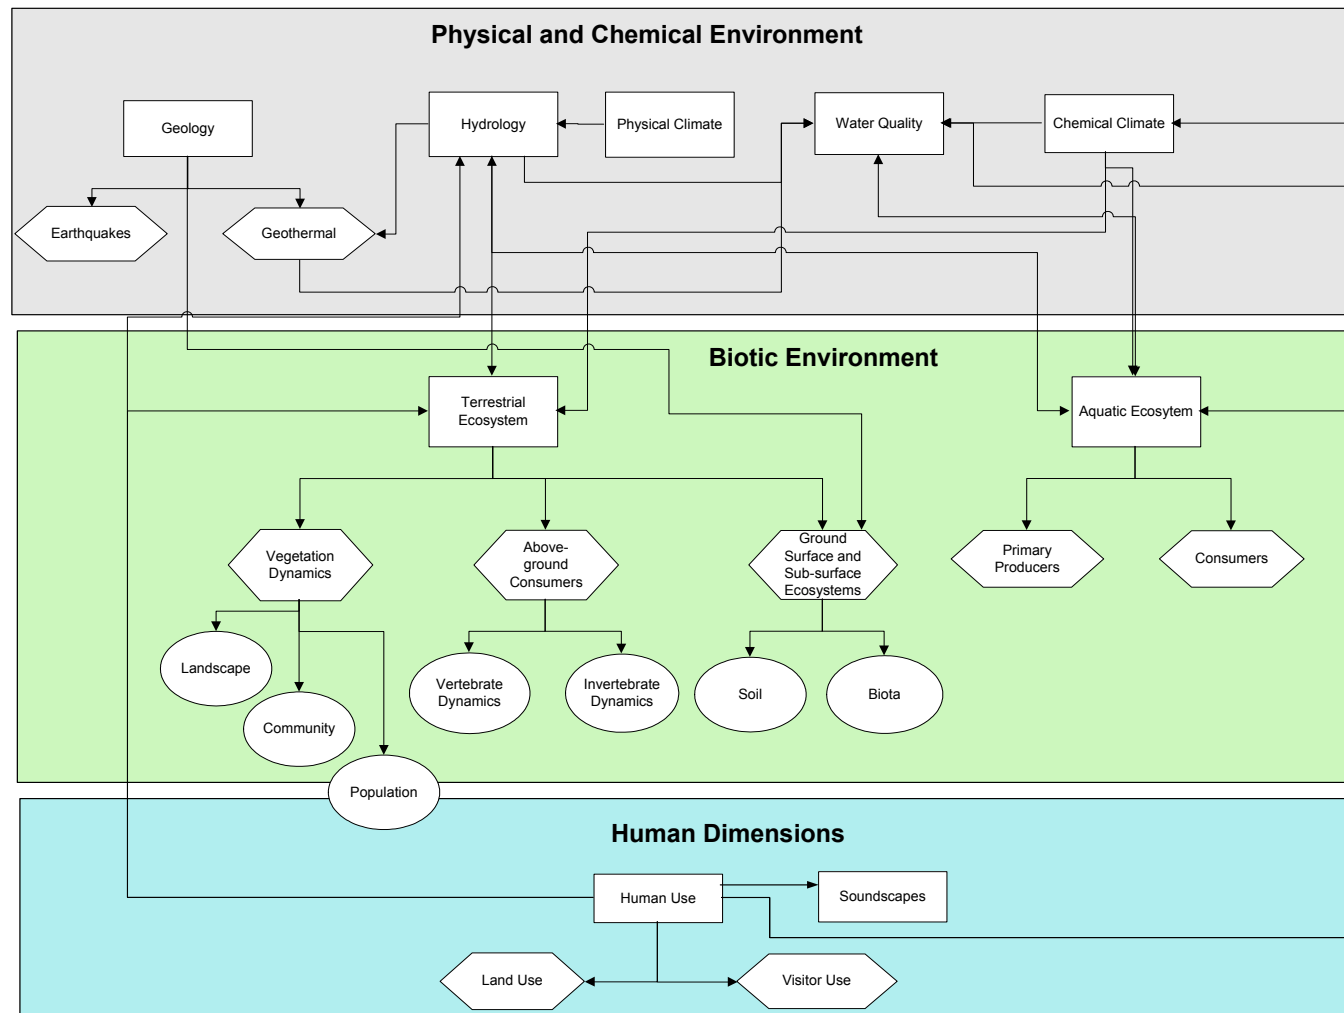 Physical and Chemical Environment
Geology
Hydrology
Physical Climate
Water Quality
Chemical Climate
Earthquakes
Geothermal
Biotic Environment
Terrestrial
Ecosystem
Aquatic Ecosytem
Vegetation
Dynamics
Above-
ground
Consumers
Ground
Surface and
Sub-surface
Ecosystems
Primary
Producers
Consumers
Landscape
Community
Population
Vertebrate
Dynamics
Invertebrate
Dynamics
Soil
Biota
Human Dimensions
Human Use
Soundscapes
Land Use
Visitor Use